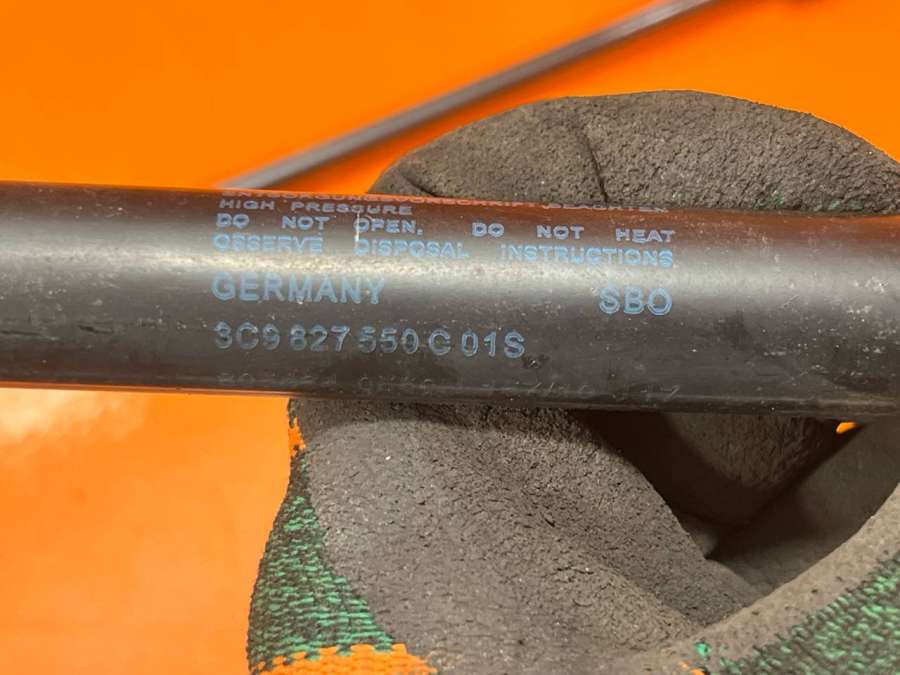 HIGH PRESSURE
DO NOT OPEN. DO NOT HEAT
OBSERVE DISPOSAL INSTRUCTIONS
GERMANY SBO
3C9 827 550 C 01S